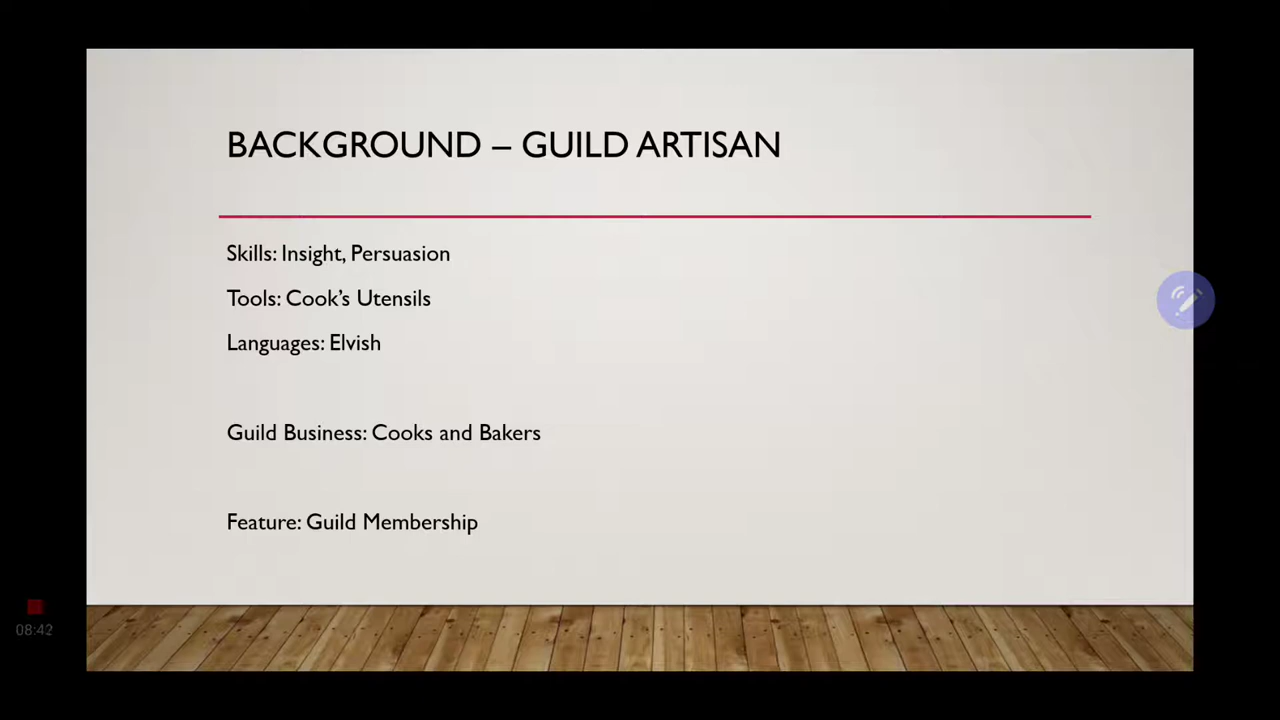 BACKGROUND – GUILD ARTISAN
Skills: Insight, Persuasion
Tools: Cook's Utensils
Languages: Elvish
Guild Business: Cooks and Bakers
Feature: Guild Membership
08:42